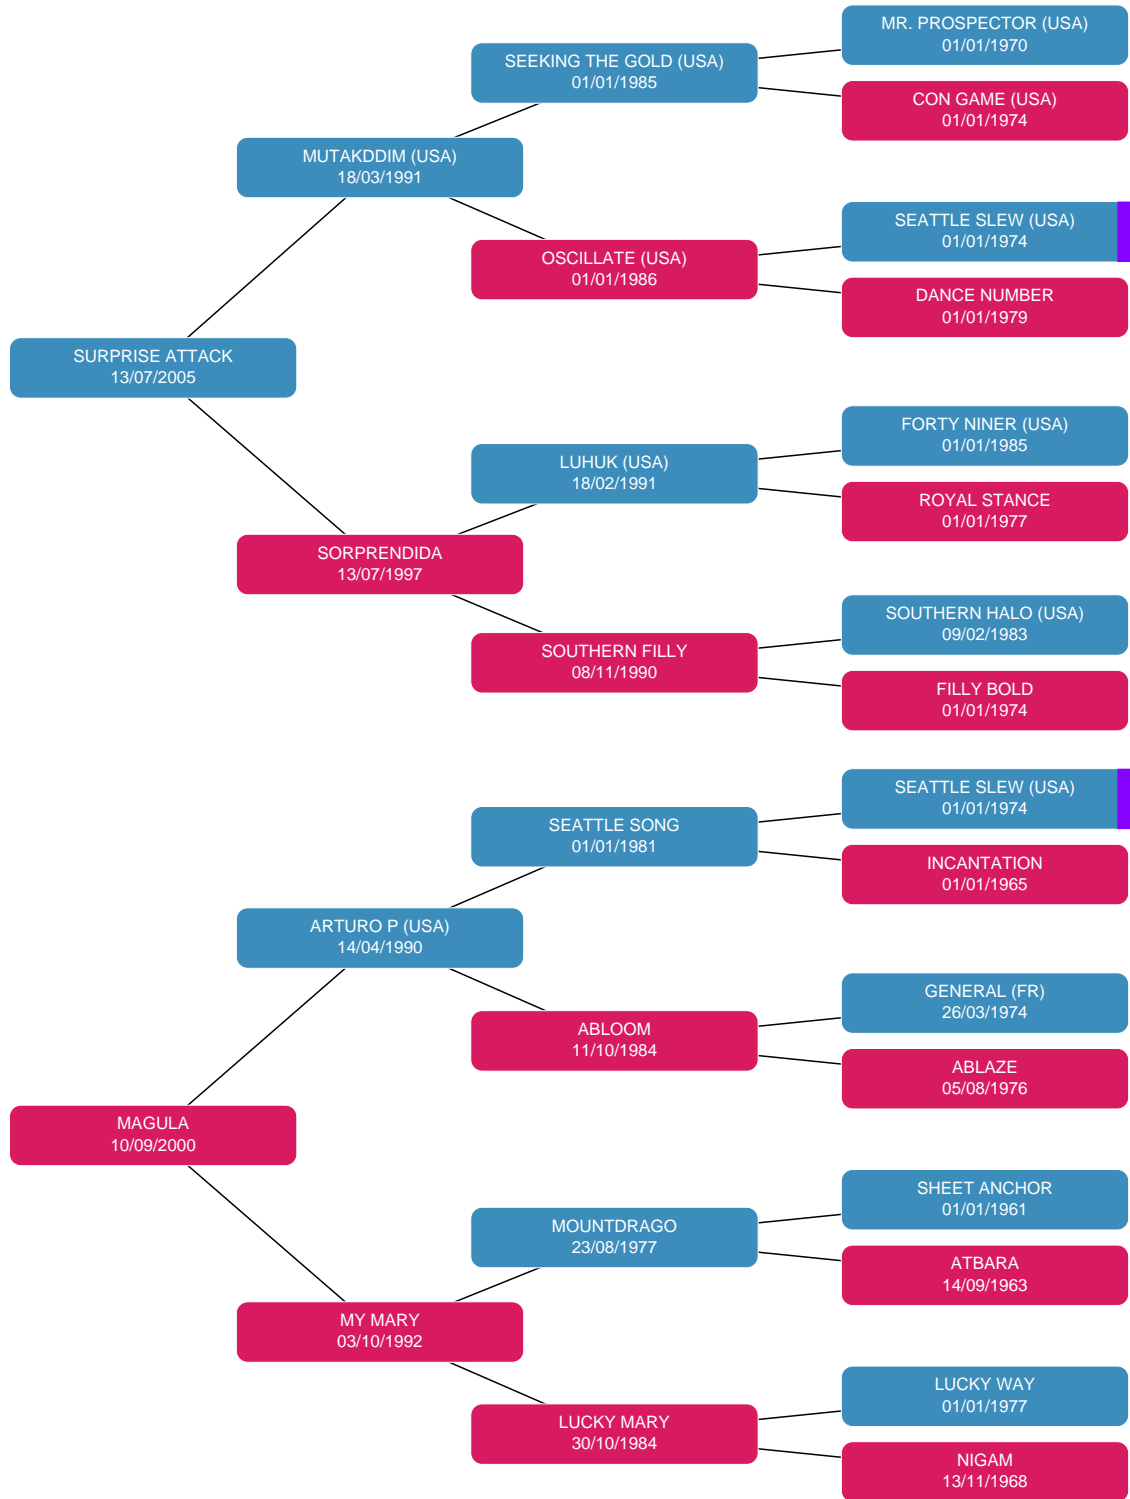 MR. PROSPECTOR (USA)
01/01/1970
SEEKING THE GOLD (USA)
01/01/1985
CON GAME (USA)
01/01/1974
MUTAKDDIM (USA)
18/03/1991
SEATTLE SLEW (USA)
01/01/1974
OSCILLATE (USA)
01/01/1986
DANCE NUMBER
01/01/1979
SURPRISE ATTACK
13/07/2005
FORTY NINER (USA)
01/01/1985
LUHUK (USA)
18/02/1991
ROYAL STANCE
01/01/1977
SORPRENDIDA
13/07/1997
SOUTHERN HALO (USA)
09/02/1983
SOUTHERN FILLY
08/11/1990
FILLY BOLD
01/01/1974
SEATTLE SLEW (USA)
01/01/1974
SEATTLE SONG
01/01/1981
INCANTATION
01/01/1965
ARTURO P (USA)
14/04/1990
GENERAL (FR)
26/03/1974
ABLOOM
11/10/1984
ABLAZE
05/08/1976
MAGULA
10/09/2000
SHEET ANCHOR
01/01/1961
MOUNTDRAGO
23/08/1977
ATBARA
14/09/1963
MY MARY
03/10/1992
LUCKY WAY
01/01/1977
LUCKY MARY
30/10/1984
NIGAM
13/11/1968